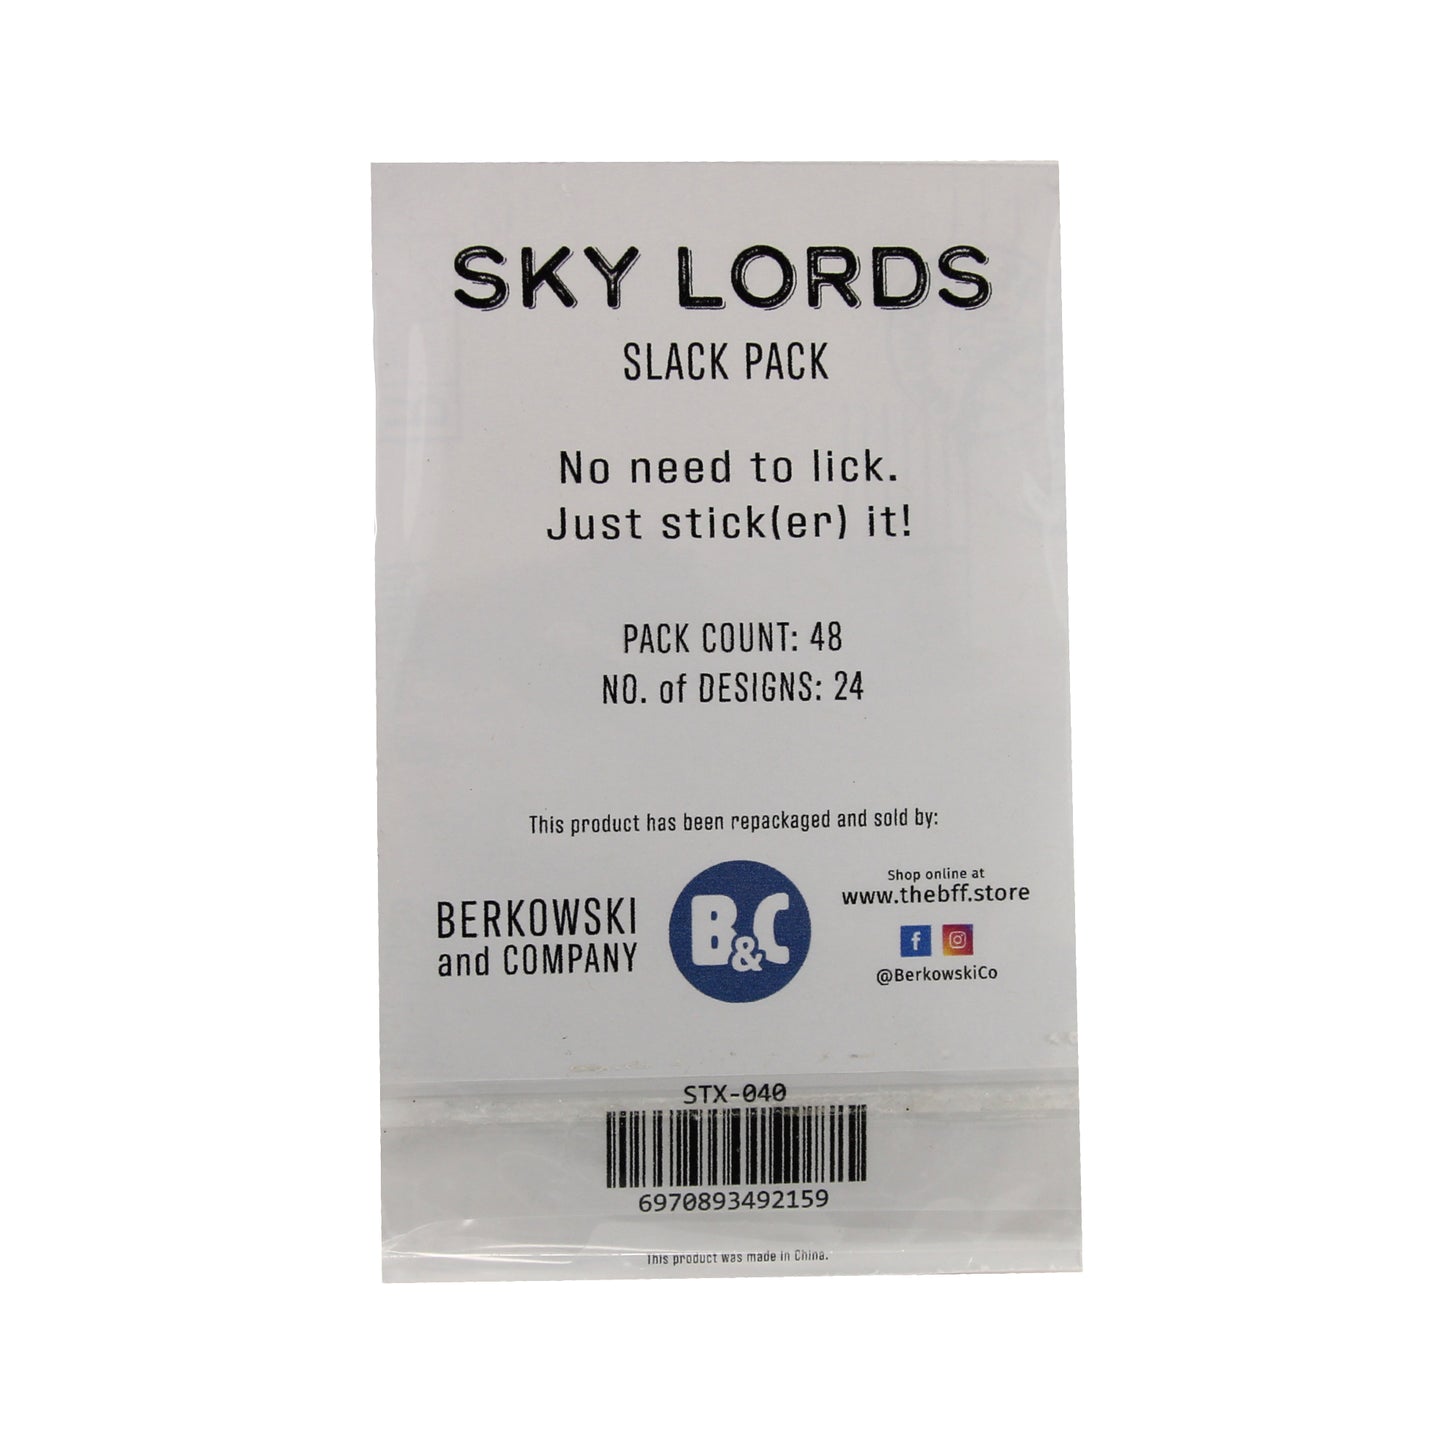 SKY LORDS
SLACK PACK
No need to lick.
Just stick(er) it!
PACK COUNT: 48
NO. of DESIGNS: 24
This product has been repackaged and sold by:
BERKOWSKI
and COMPANY
B&C
Shop online at
www.thebff.store
f
@BerkowskiCo
STX-040
6970893492159
This product was made in China.